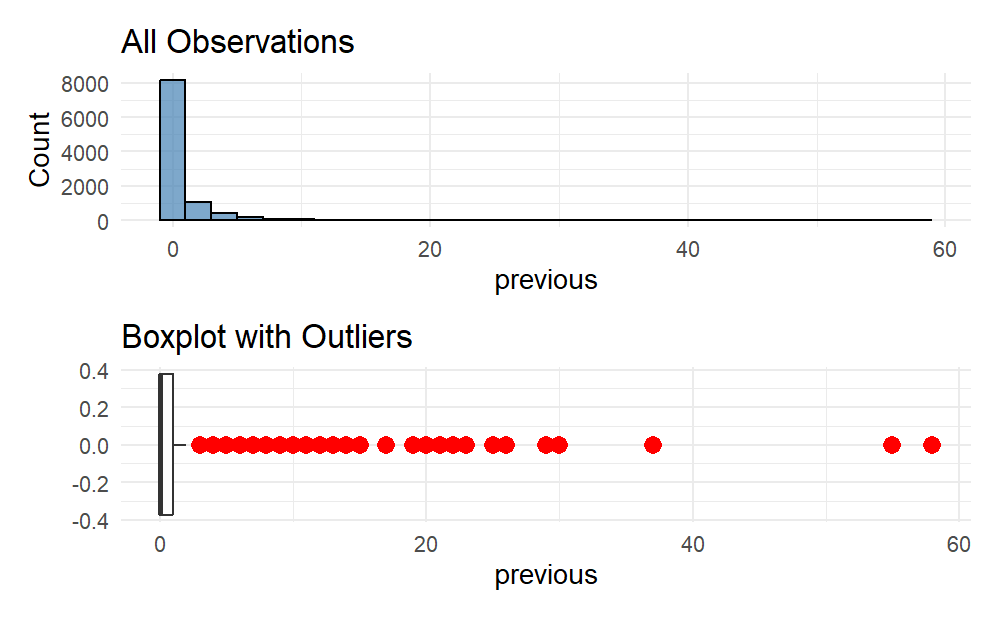 All Observations
8000
6000
4000
2000
0
Count
0 20 40 60
previous
Boxplot with Outliers
0.4
0.2
0.0
-0.2
-0.4
0 20 40 60
previous